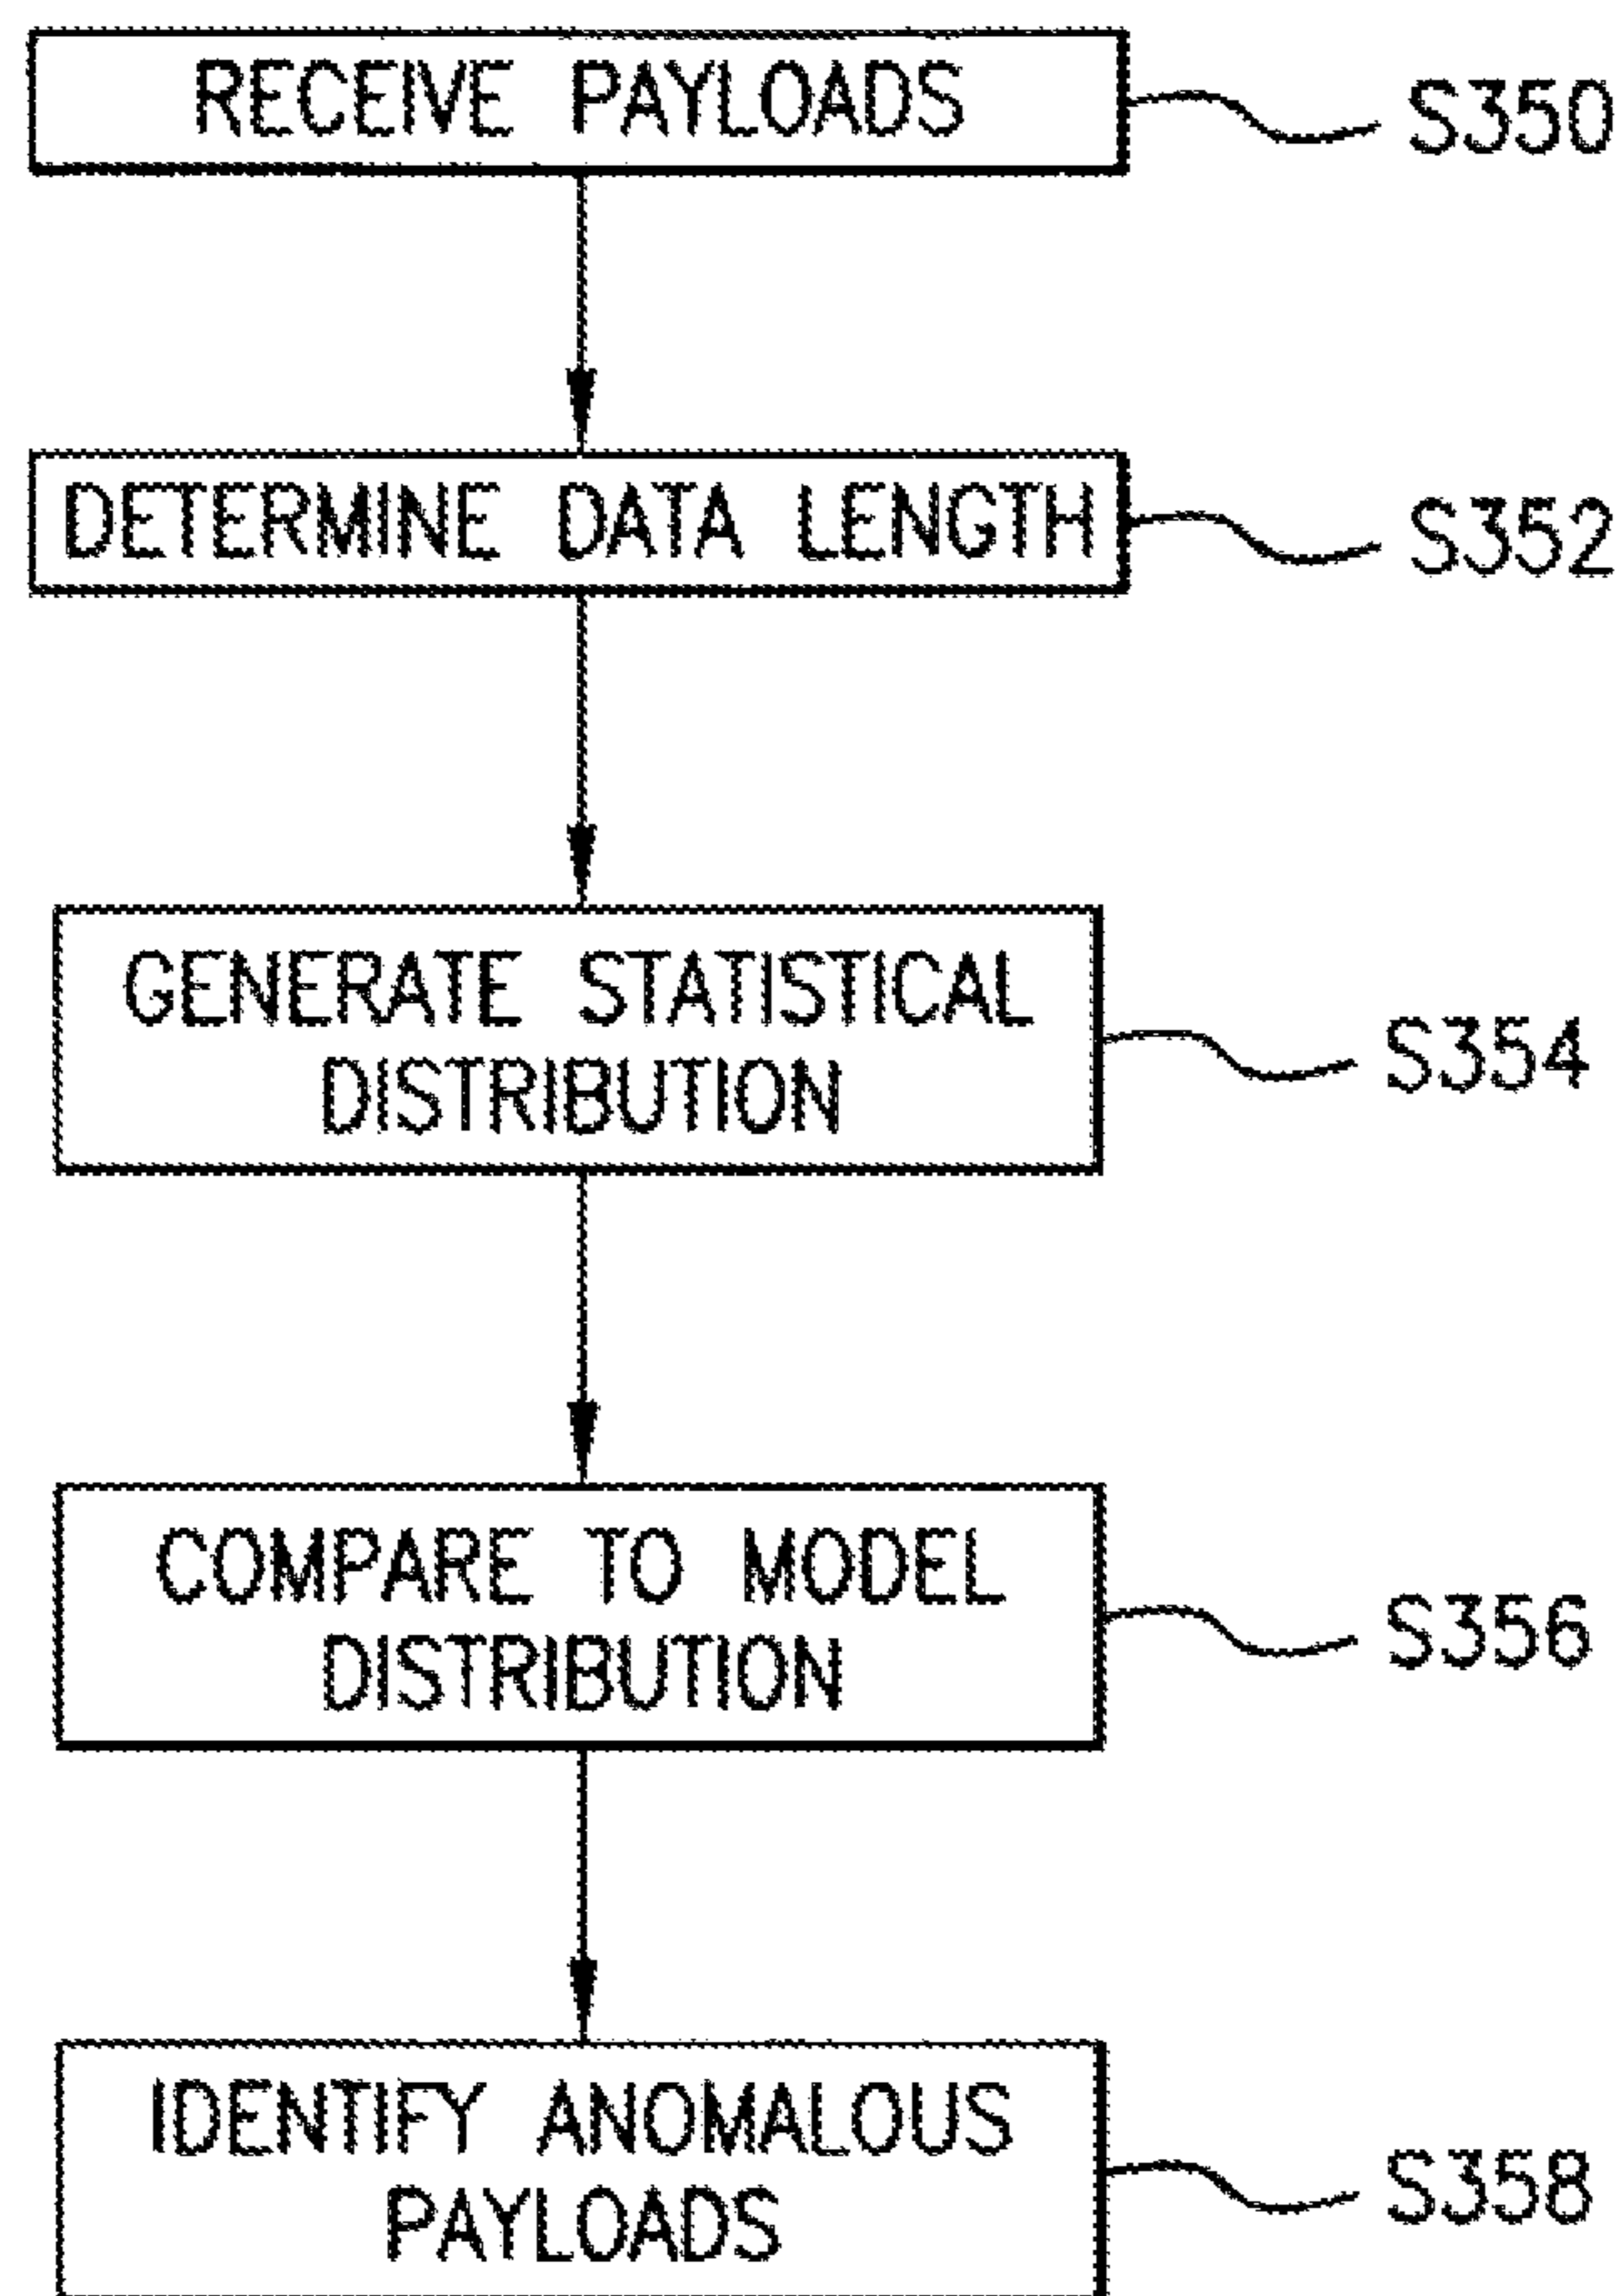 RECEIVE PAYLOADS
S350
DETERMINE DATA LENGTH
S352
GENERATE STATISTICAL
DISTRIBUTION
S354
COMPARE TO MODEL
DISTRIBUTION
S356
IDENTIFY ANOMALOUS
PAYLOADS
S358